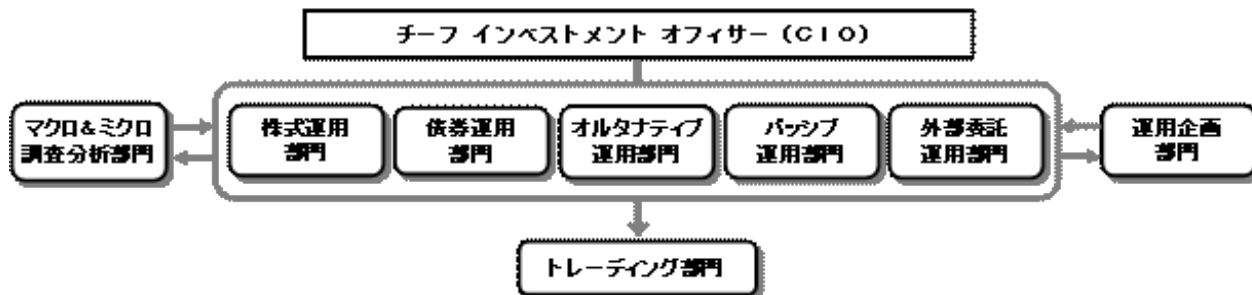 チーフ インベストメント オフィサー（ＣＩＯ）
マクロ＆ミクロ
調査分析部門
株式運用
部門
債券運用
部門
オルタナティブ
運用部門
パッシブ
運用部門
外部委託
運用部門
運用企画
部門
トレーディング部門